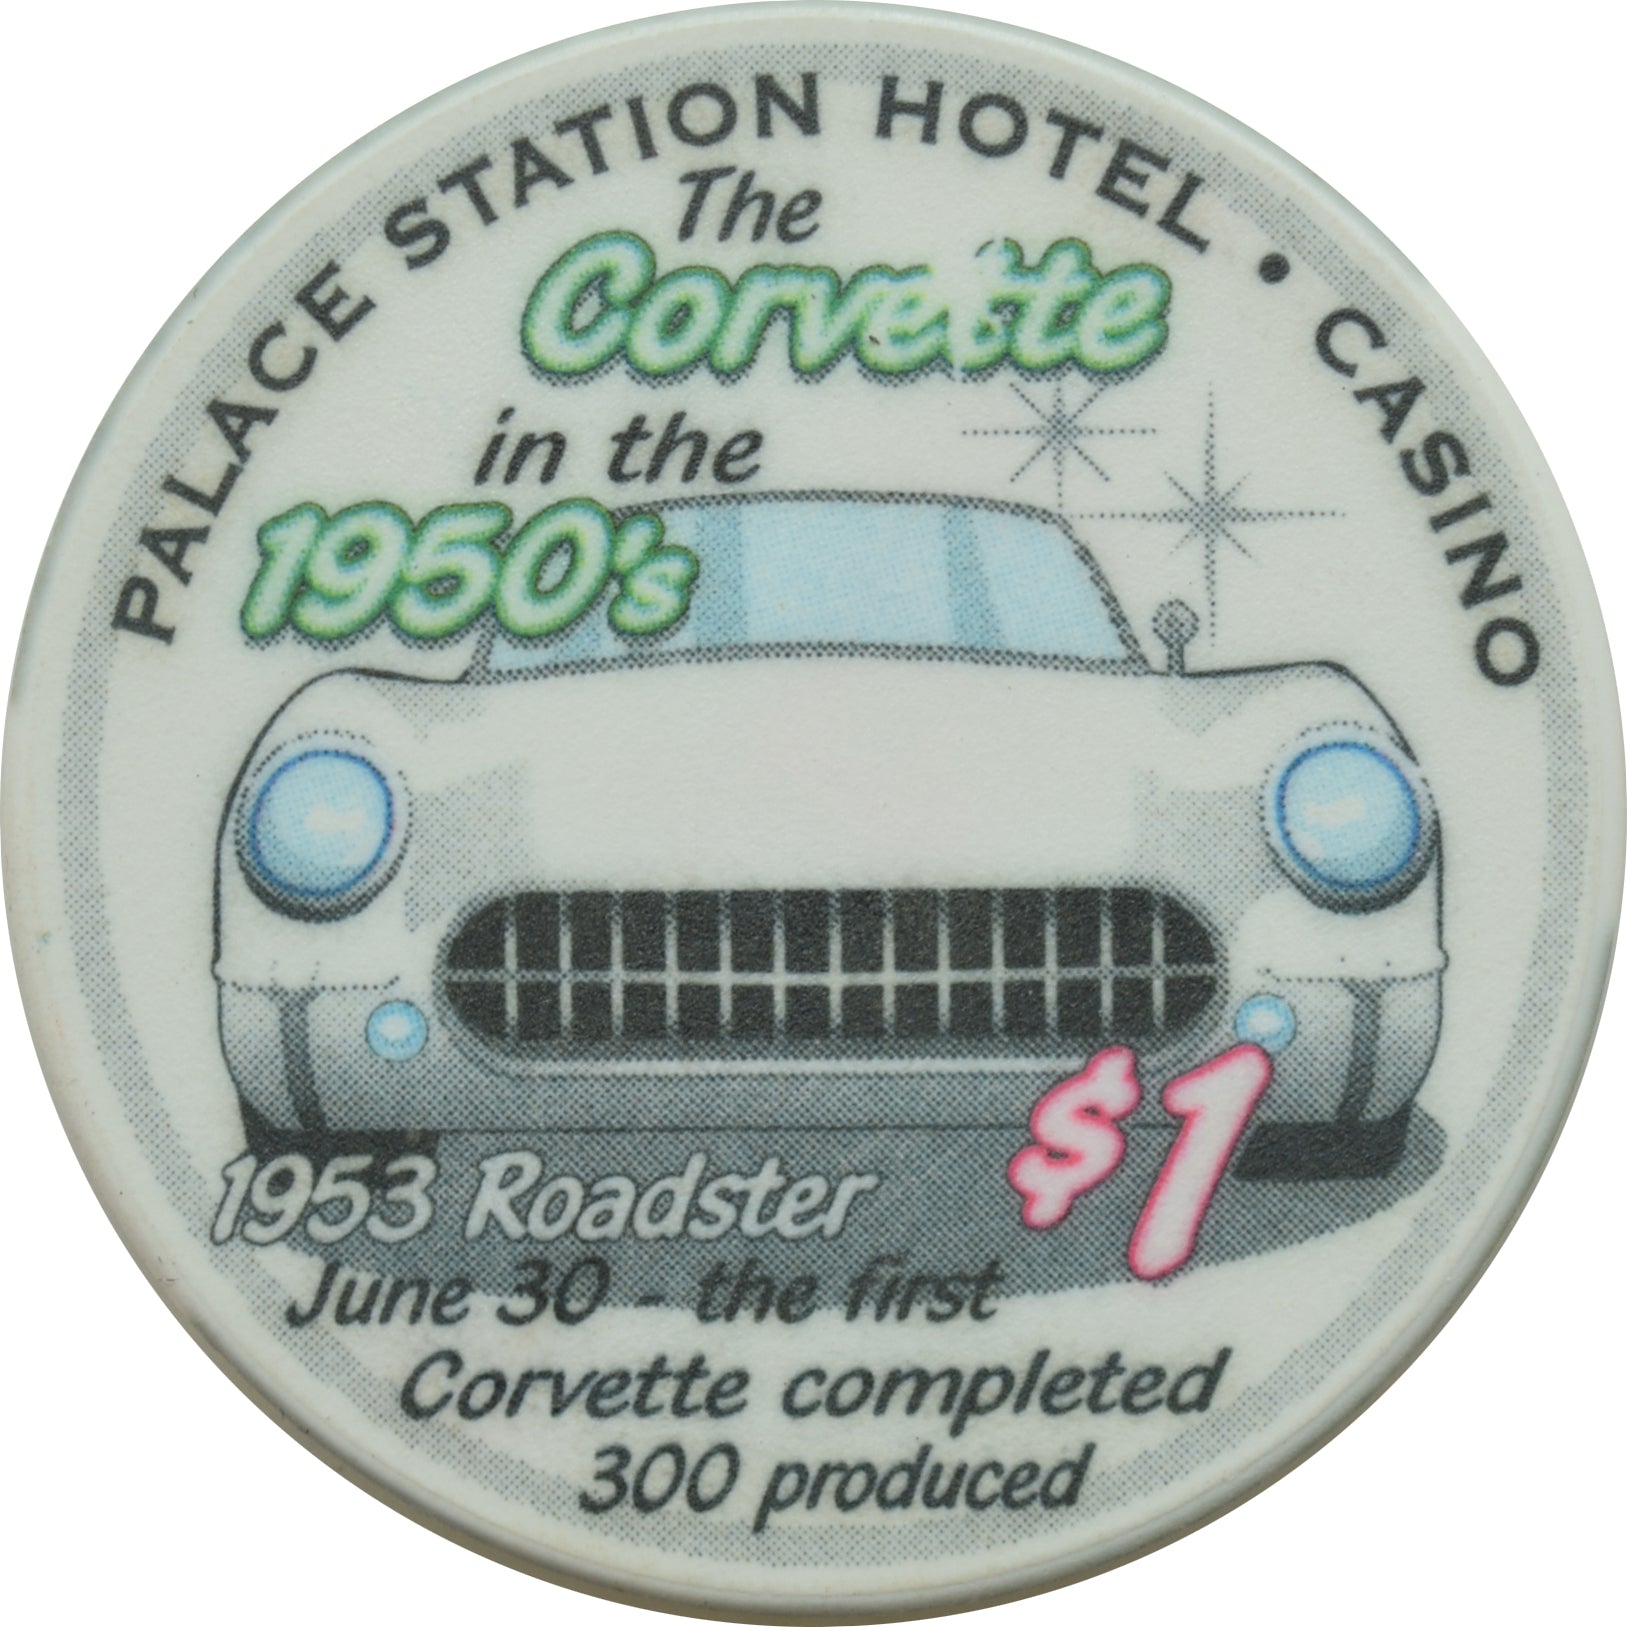 PALACE STATION HOTEL • CASINO
The
Corvette
in the
1950's
$1
1953 Roadster
June 30 - the first
Corvette completed
300 produced